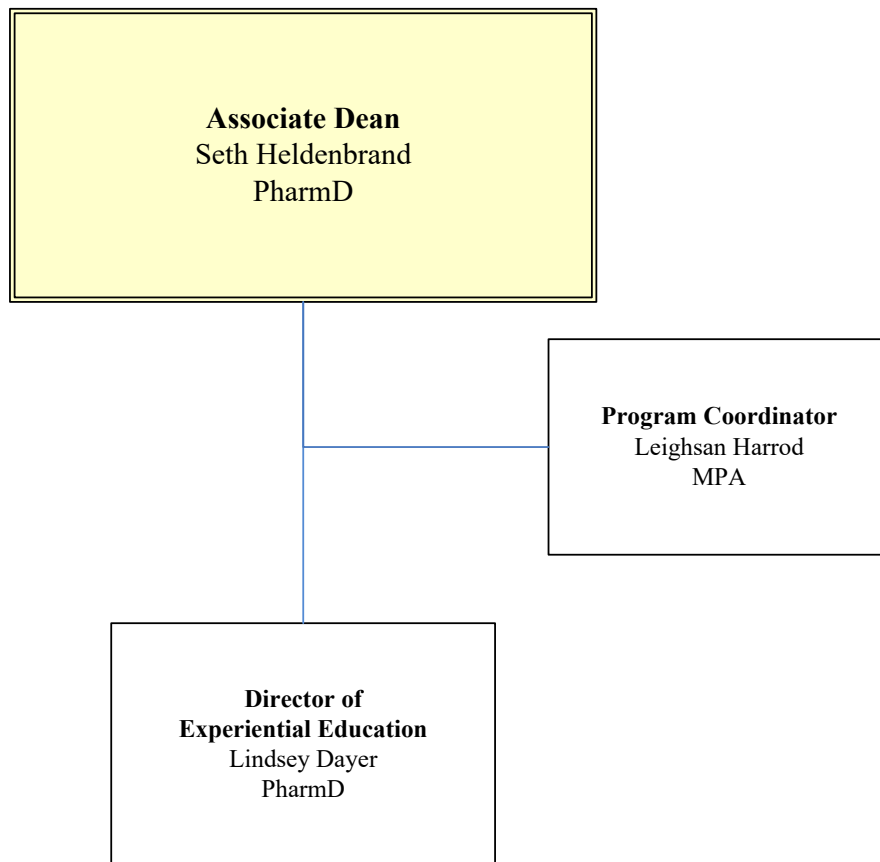 Associate Dean
Seth Heldenbrand
PharmD
Program Coordinator
Leighsan Harrod
MPA
Director of
Experiential Education
Lindsey Dayer
PharmD